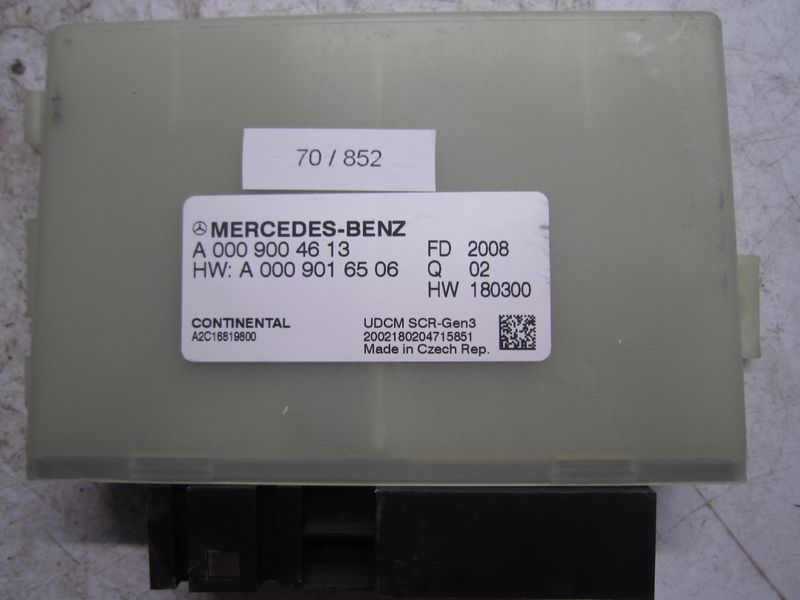 70 / 852
MERCEDES-BENZ
A 000 900 46 13 FD 2008
HW: A 000 901 65 06 Q 02
HW 180300
CONTINENTAL UDCM SCR-Gen3
A2C16819800 2002180204715851
Made in Czech Rep.